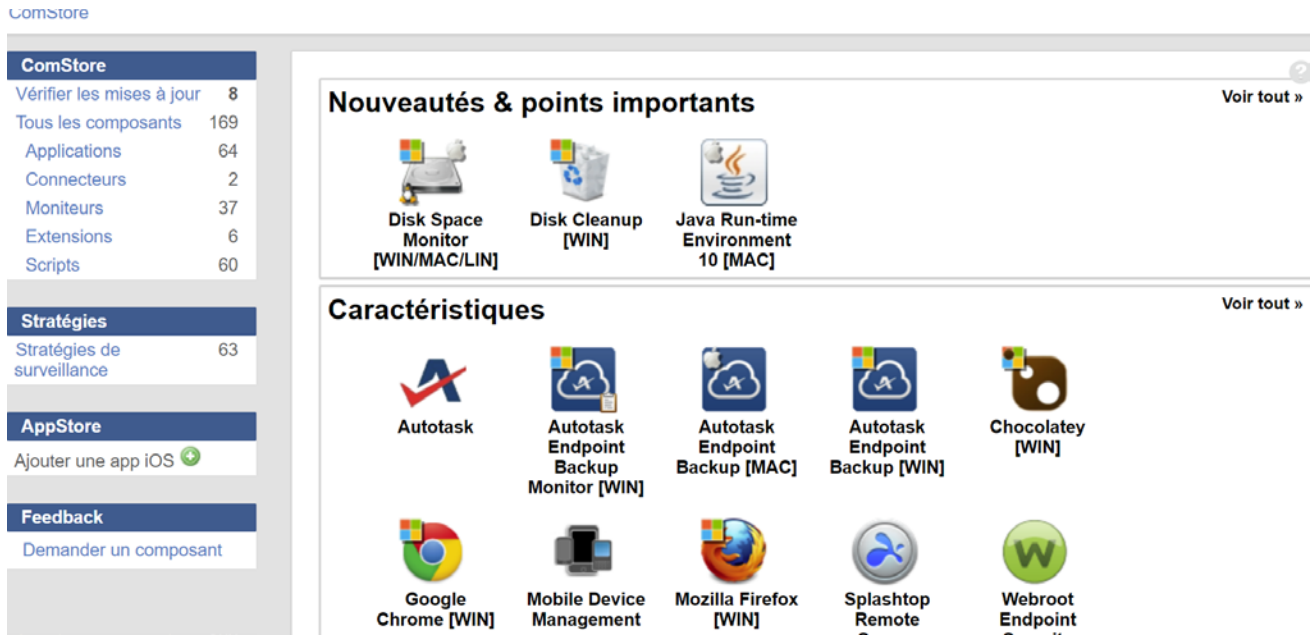 ComStore
ComStore
Vérifier les mises à jour 8
Tous les composants 169
Applications 64
Connecteurs 2
Moniteurs 37
Extensions 6
Scripts 60
Stratégies
Stratégies de 63
surveillance
AppStore
Ajouter une app iOS
Feedback
Demander un composant
?
Nouveautés & points importants
Voir tout »
Disk Space
Monitor
[WIN/MAC/LIN]
Disk Cleanup
[WIN]
Java Run-time
Environment
10 [MAC]
Caractéristiques
Voir tout »
Autotask
Autotask
Endpoint
Backup
Monitor [WIN]
Autotask
Endpoint
Backup [MAC]
Autotask
Endpoint
Backup [WIN]
Chocolatey
[WIN]
Google
Chrome [WIN]
Mobile Device
Management
Mozilla Firefox
[WIN]
Splashtop
Remote
Webroot
Endpoint